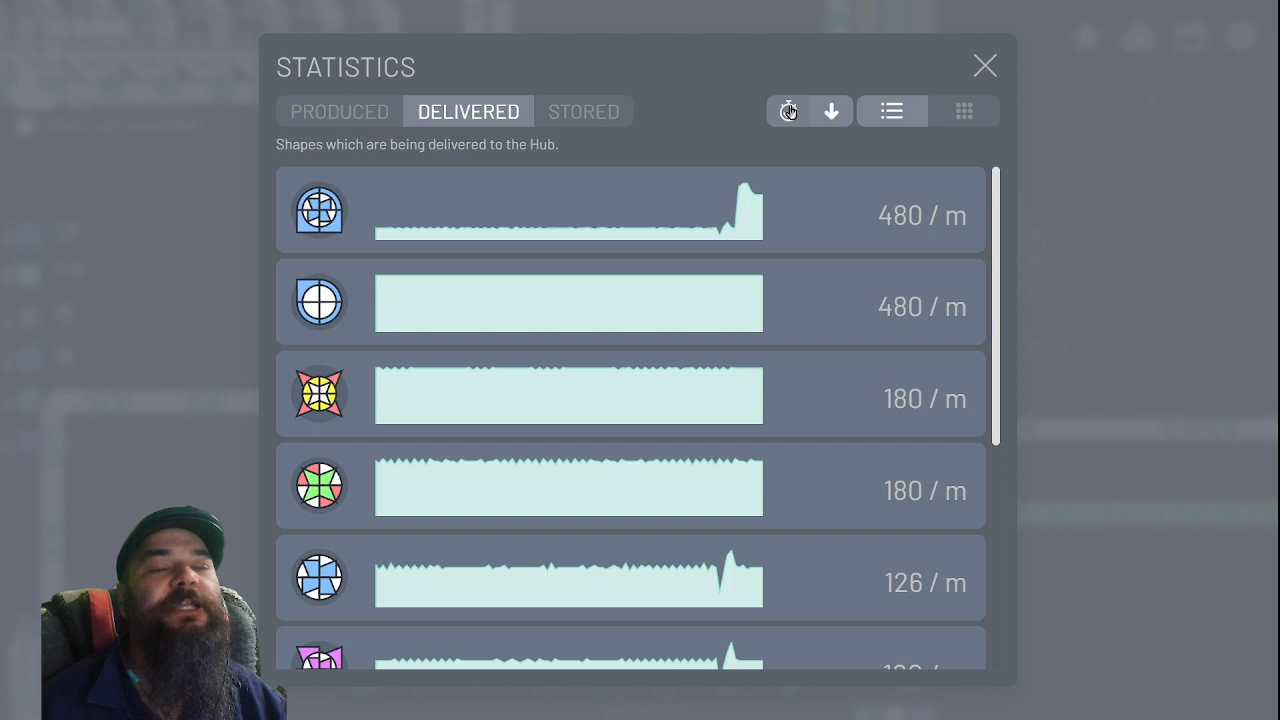 STATISTICS
PRODUCED DELIVERED STORED
Shapes which are being delivered to the Hub.
480 / m
480 / m
180 / m
180 / m
126 / m